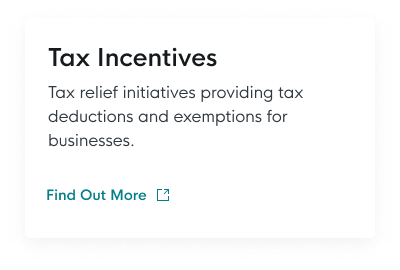 Tax Incentives
Tax relief initiatives providing tax
deductions and exemptions for
businesses.
Find Out More